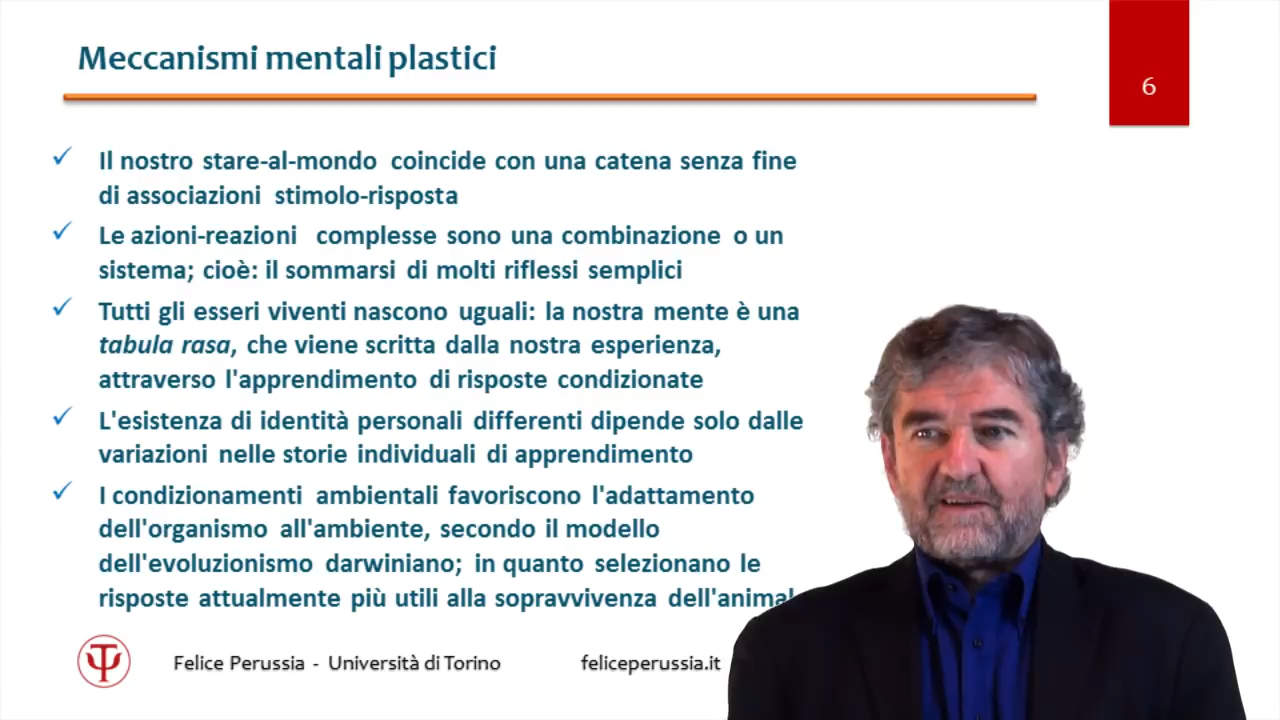 Meccanismi mentali plastici
6
Il nostro stare-al-mondo coincide con una catena senza fine
di associazioni stimolo-risposta
Le azioni-reazioni complesse sono una combinazione o un
sistema; cioè: il sommarsi di molti riflessi semplici
Tutti gli esseri viventi nascono uguali: la nostra mente è una
tabula rasa, che viene scritta dalla nostra esperienza,
attraverso l'apprendimento di risposte condizionate
L'esistenza di identità personali differenti dipende solo dalle
variazioni nelle storie individuali di apprendimento
I condizionamenti ambientali favoriscono l'adattamento
dell'organismo all'ambiente, secondo il modello
dell'evoluzionismo darwiniano; in quanto selezionano le
risposte attualmente più utili alla sopravvivenza dell'animal
Felice Perussia - Università di Torino
feliceperussia.it